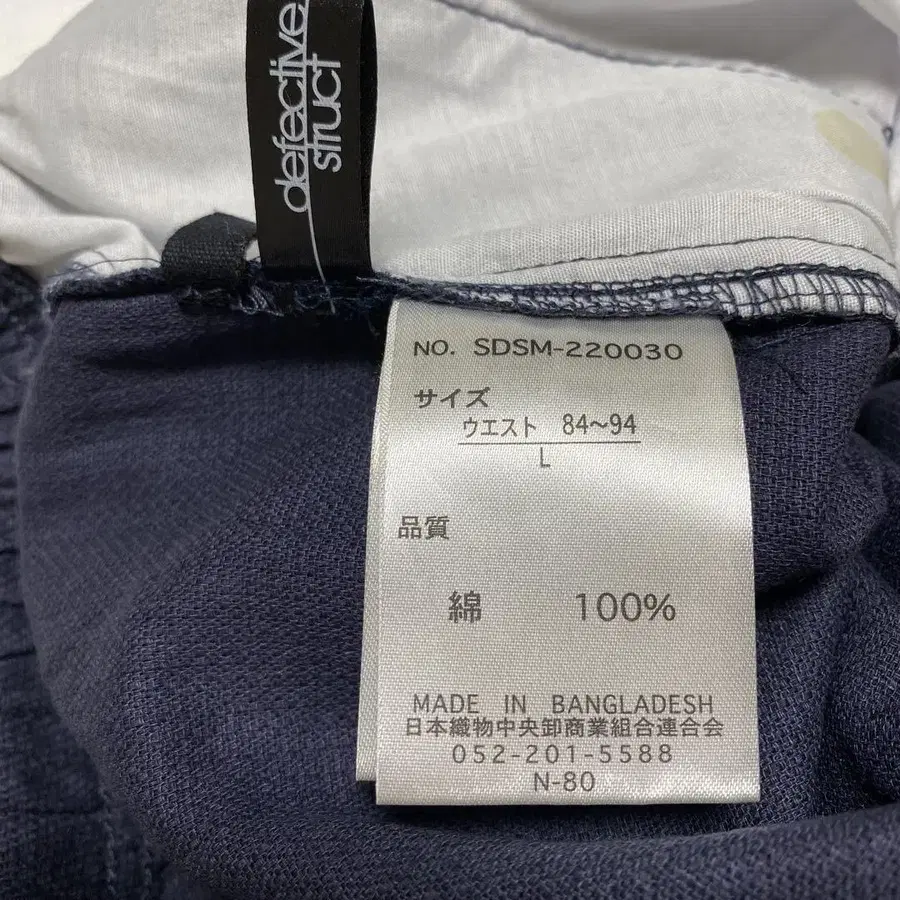 defective
struct
NO. SDSM-220030
サイズ
ウエスト 84～94
L
品質
綿 100%
MADE IN BANGLADESH
日本織物中央卸商業組合連合会
052-201-5588
N-80